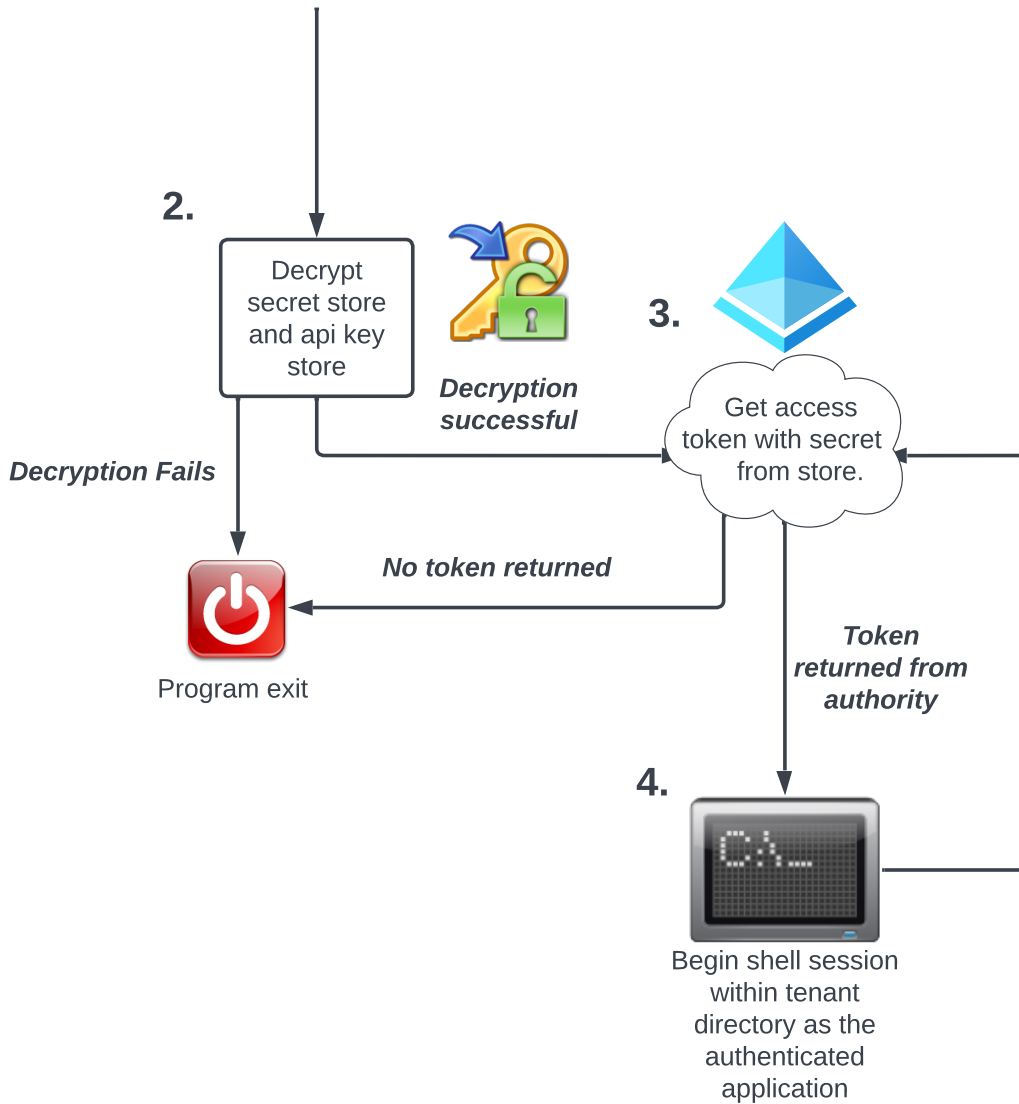 2.
Decrypt
secret store
and api key
store
Decryption
successful
3.
Get access
token with secret
from store.
Decryption Fails
No token returned
Program exit
Token
returned from
authority
4.
C:\_
Begin shell session
within tenant
directory as the
authenticated
application